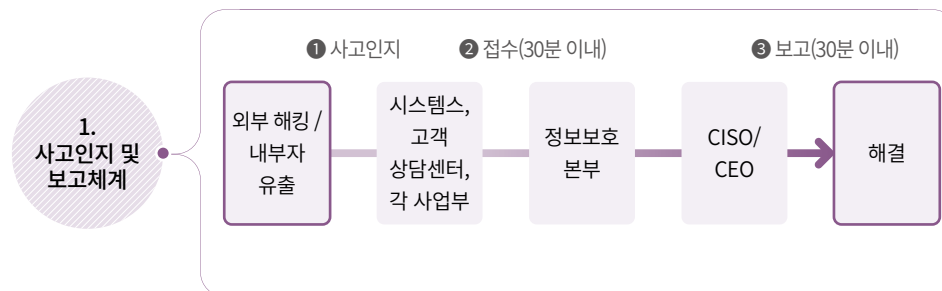 1.
사고인지 및
보고체계
❶ 사고인지
❷ 접수(30분 이내)
❸ 보고(30분 이내)
외부 해킹 /
내부자
유출
시스템스,
고객
상담센터,
각 사업부
정보보호
본부
CISO/
CEO
해결